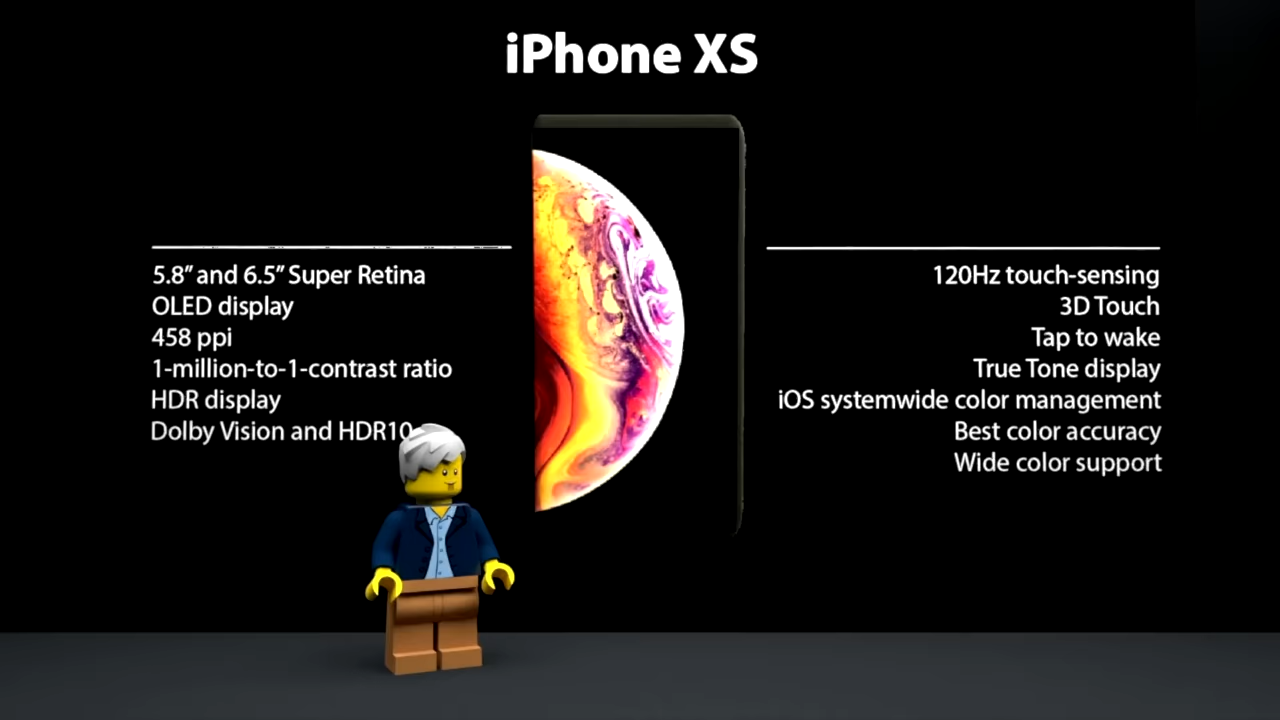 iPhone XS
5.8” and 6.5” Super Retina
OLED display
458 ppi
1-million-to-1-contrast ratio
HDR display
Dolby Vision and HDR10
120Hz touch-sensing
3D Touch
Tap to wake
True Tone display
iOS systemwide color management
Best color accuracy
Wide color support